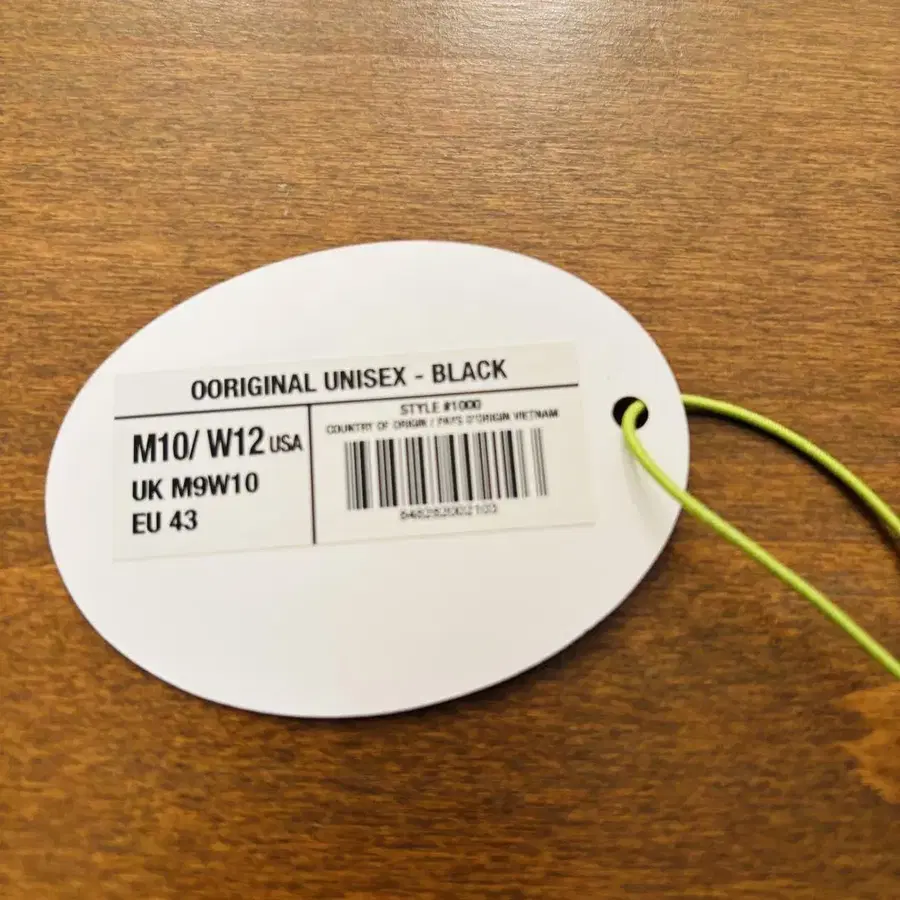 OORIGINAL UNISEX - BLACK
M10/ W12 USA
UK M9W10
EU 43
STYLE #1000
COUNTRY OF ORIGIN / PAYS D'ORIGIN VIETNAM